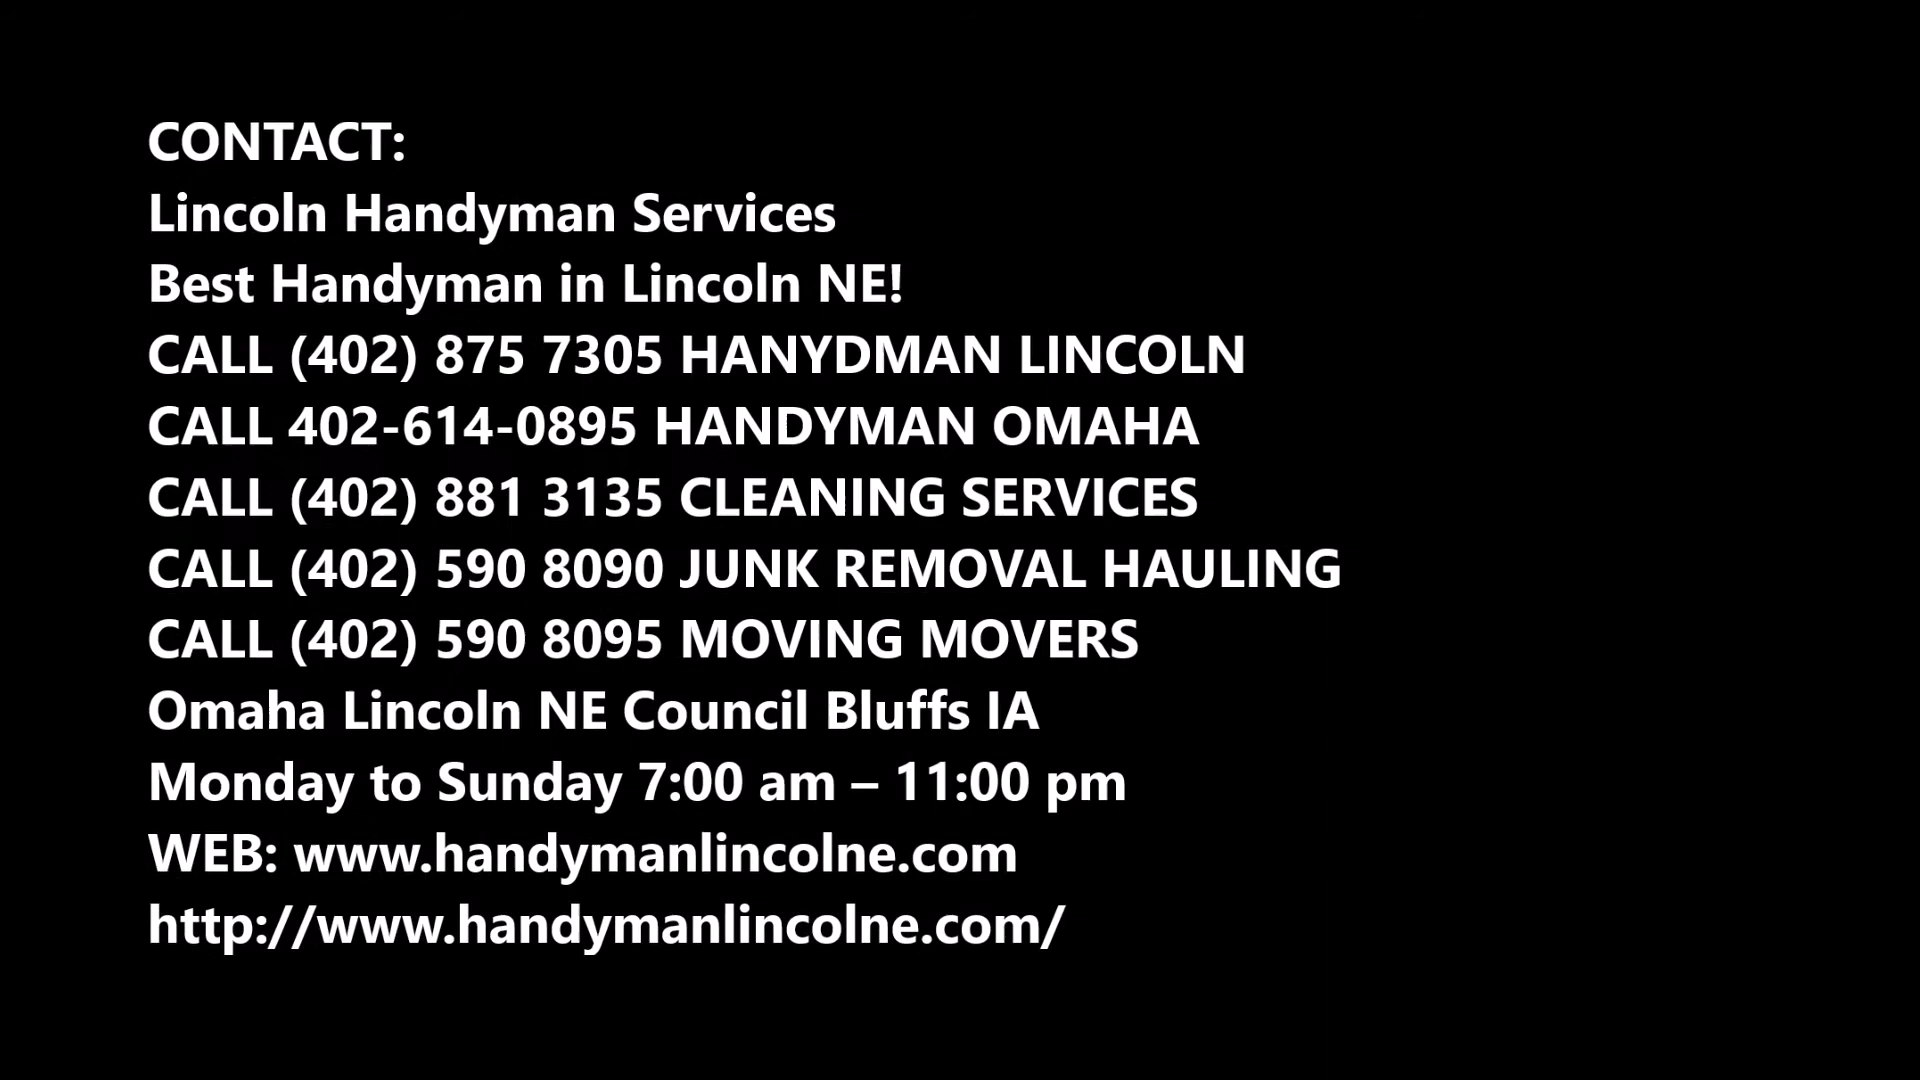 CONTACT:
Lincoln Handyman Services
Best Handyman in Lincoln NE!
CALL (402) 875 7305 HANYDMAN LINCOLN
CALL 402-614-0895 HANDYMAN OMAHA
CALL (402) 881 3135 CLEANING SERVICES
CALL (402) 590 8090 JUNK REMOVAL HAULING
CALL (402) 590 8095 MOVING MOVERS
Omaha Lincoln NE Council Bluffs IA
Monday to Sunday 7:00 am – 11:00 pm
WEB: www.handymanlincolne.com
http://www.handymanlincolne.com/